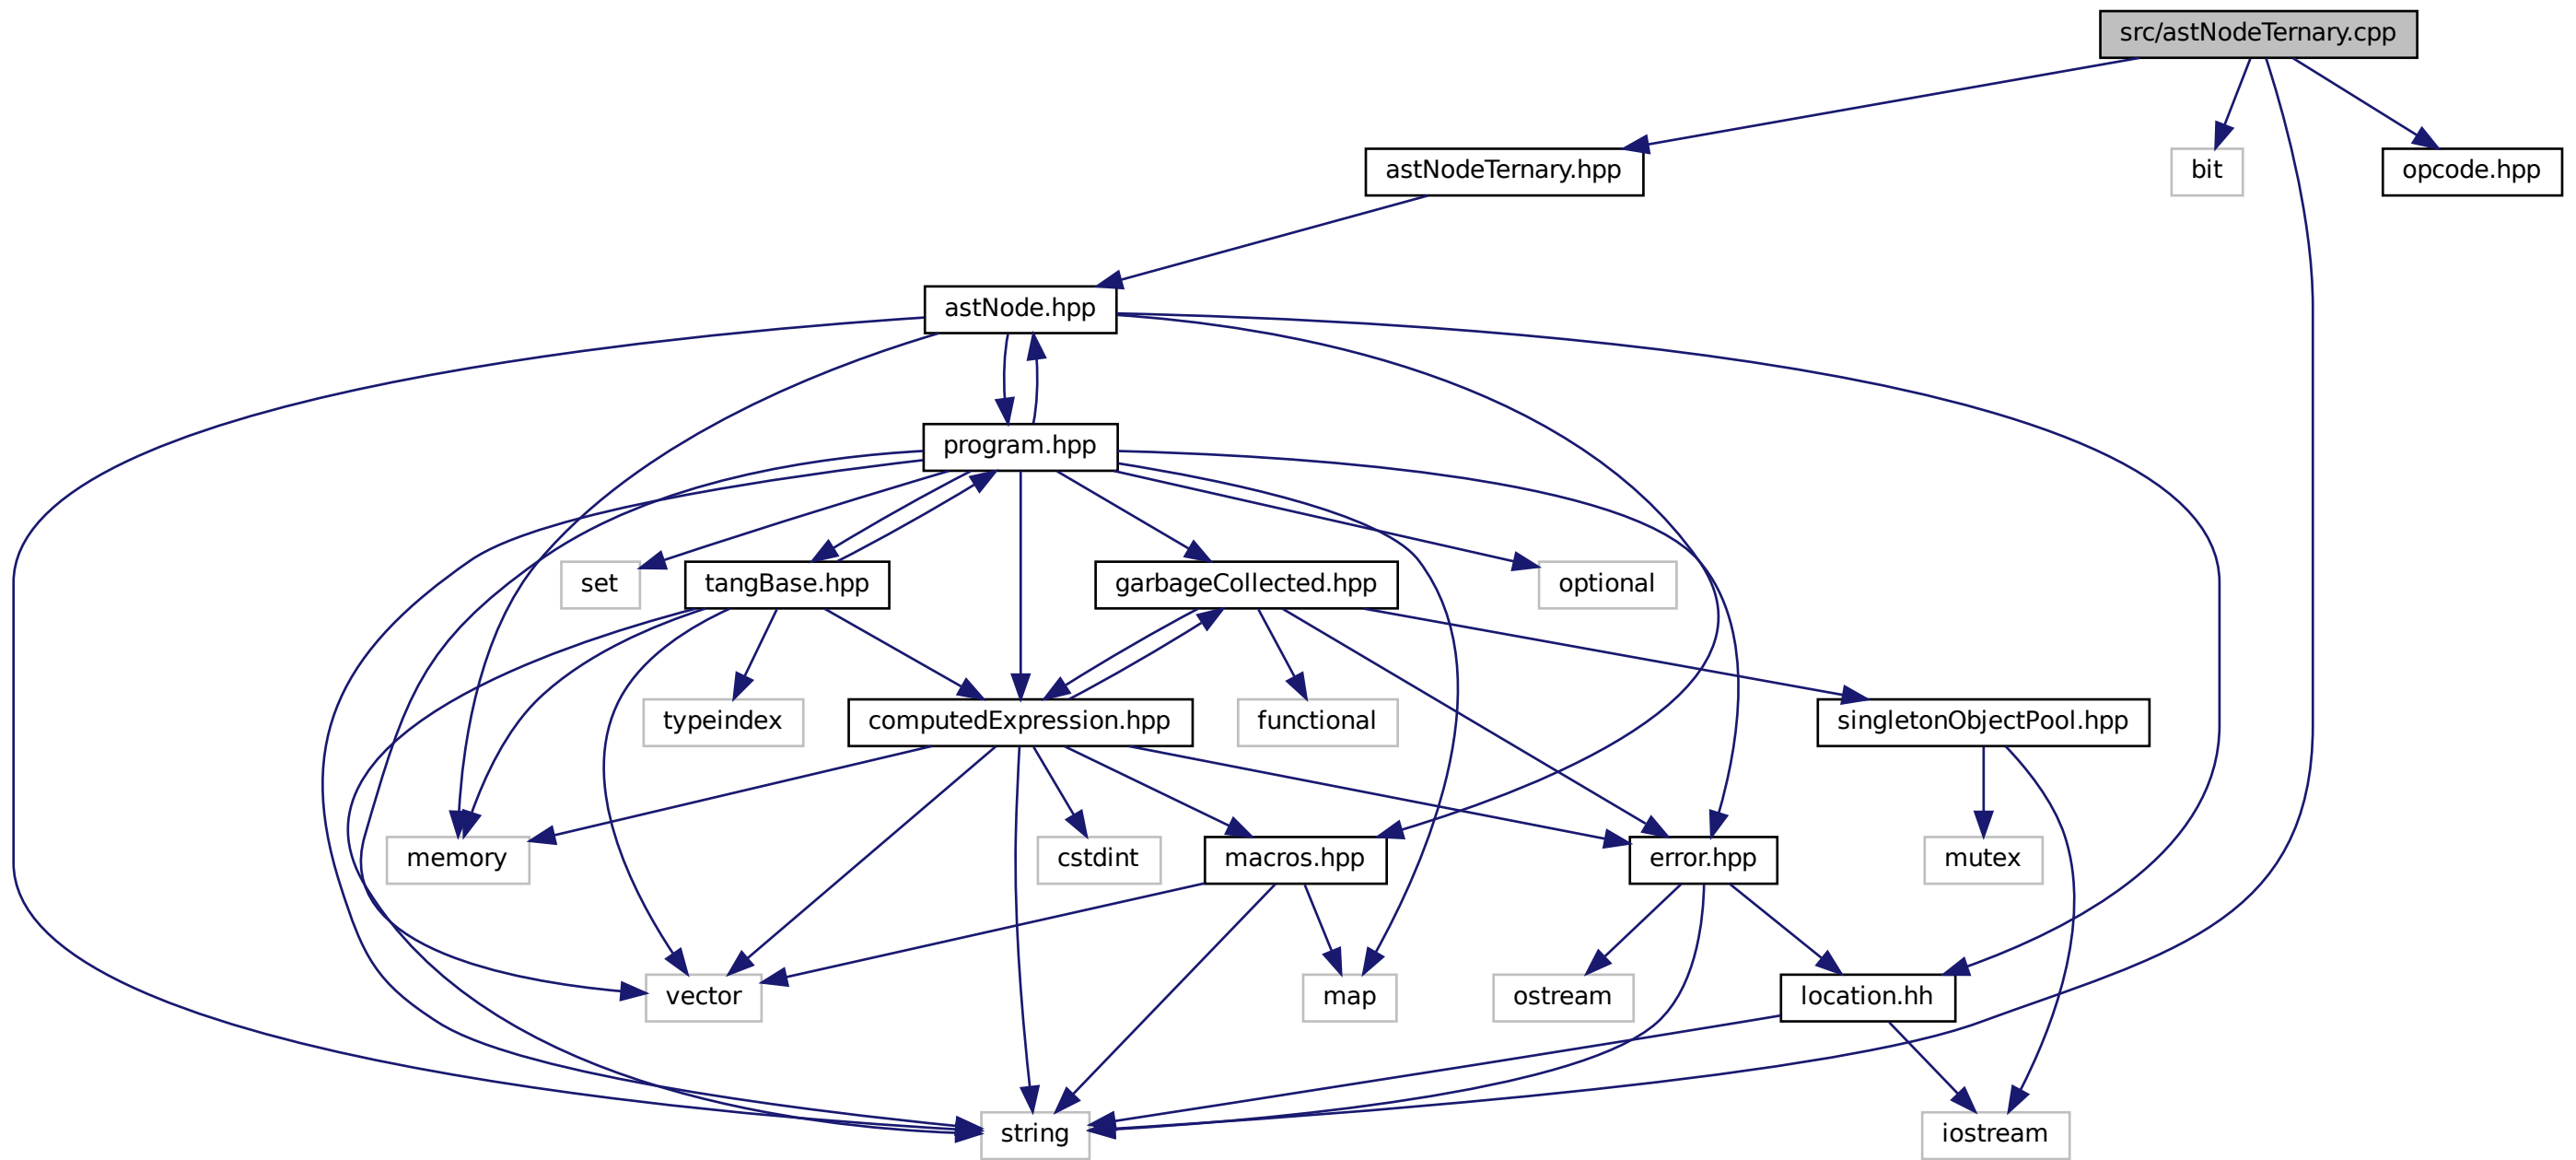 src/astNodeTernary.cpp
astNodeTernary.hpp
bit
opcode.hpp
astNode.hpp
program.hpp
set
tangBase.hpp
garbageCollected.hpp
optional
typeindex
computedExpression.hpp
functional
singletonObjectPool.hpp
memory
cstdint
macros.hpp
error.hpp
mutex
vector
map
ostream
location.hh
string
iostream